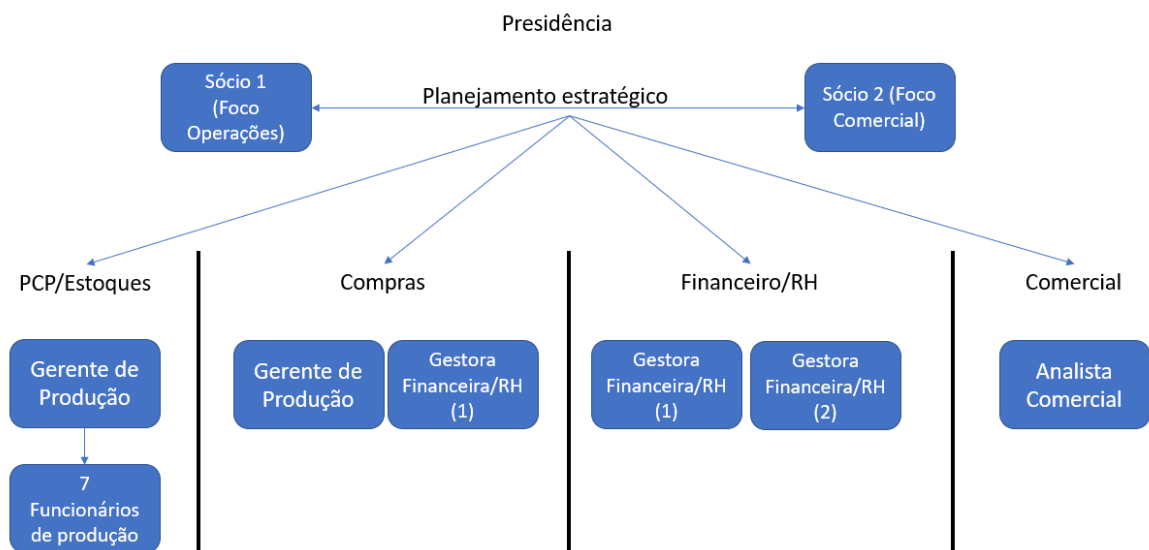 Presidência
Sócio 1
(Foco
Operações)
Planejamento estratégico
Sócio 2 (Foco
Comercial)
PCP/Estoques
Compras
Financeiro/RH
Comercial
Gerente de
Produção
Gerente de
Produção
Gestora
Financeira/RH
(1)
Gestora
Financeira/RH
(1)
Gestora
Financeira/RH
(2)
Analista
Comercial
7
Funcionários
de produção